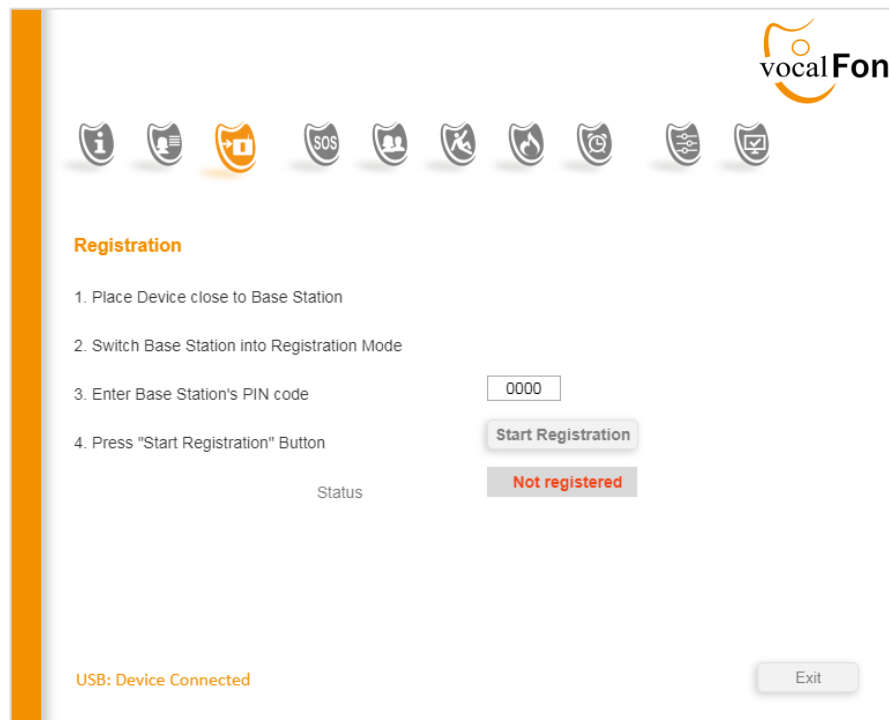 vocalFon
i
SOS
Registration
1. Place Device close to Base Station
2. Switch Base Station into Registration Mode
3. Enter Base Station's PIN code
0000
4. Press "Start Registration" Button
Start Registration
Status
Not registered
USB: Device Connected
Exit